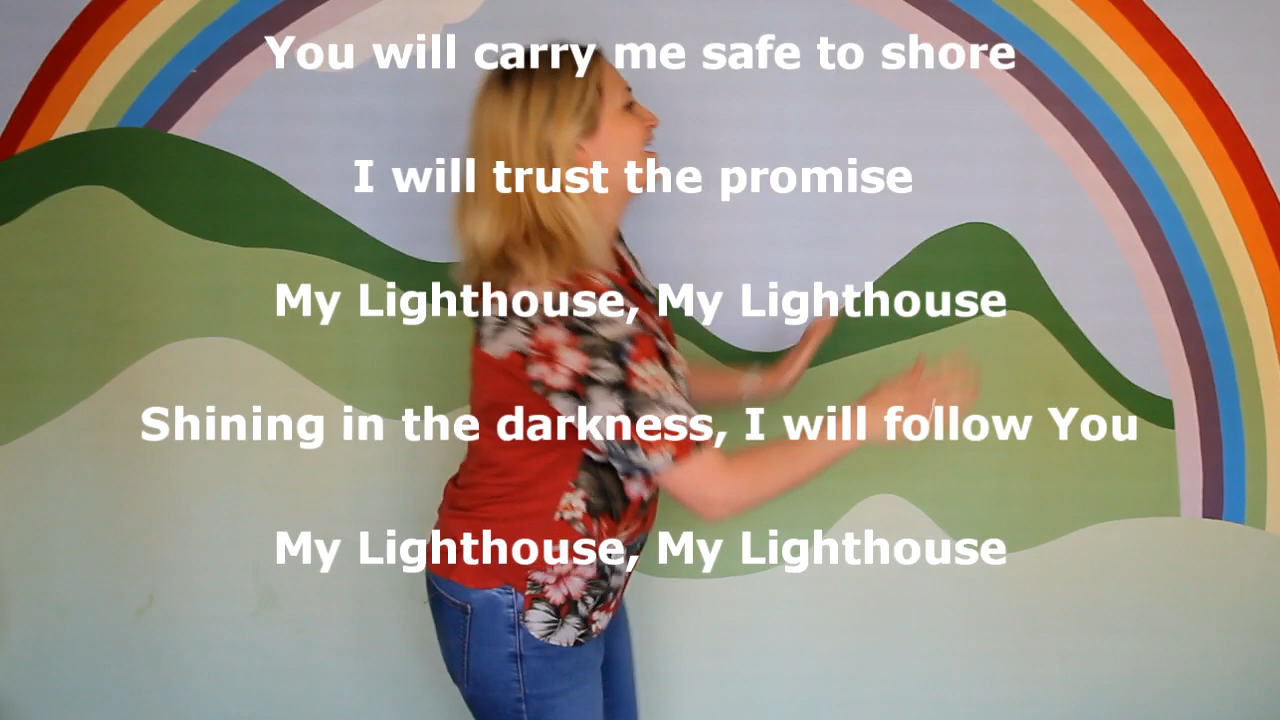 You will carry me safe to shore
I will trust the promise
My Lighthouse, My Lighthouse
Shining in the darkness, I will follow You
My Lighthouse, My Lighthouse